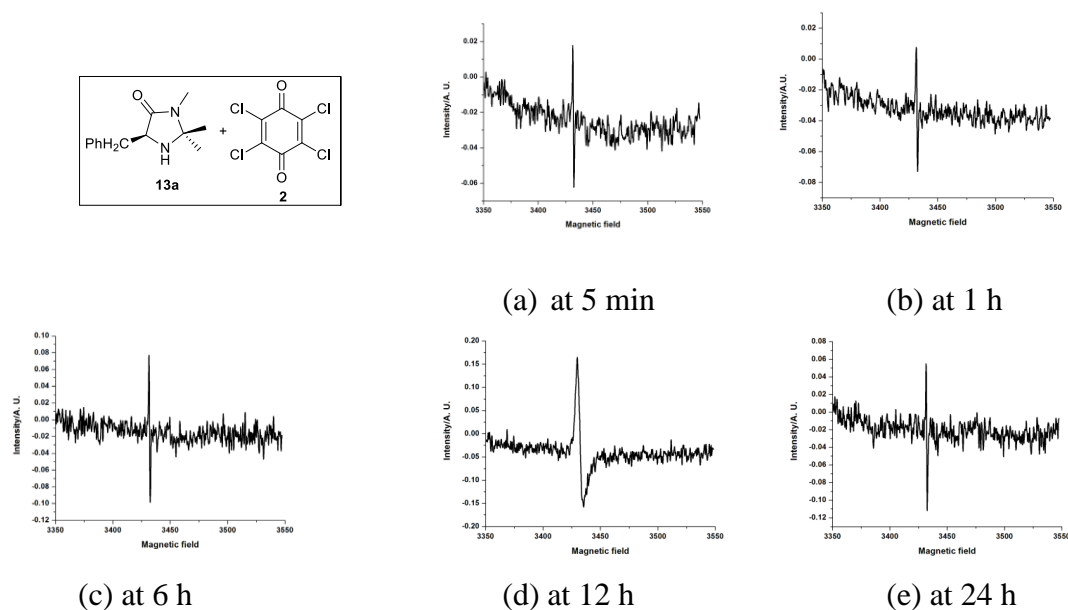 O
N
PhH₂C
N
H
13a
+
O
Cl
Cl
Cl
Cl
O
2
Intensity/A. U.
0.02
0.00
-0.02
-0.04
-0.06
3350
3400
3450
3500
3550
Magnetic field
(a) at 5 min
Intensity/A. U.
0.04
0.02
0.00
-0.02
-0.04
-0.06
-0.08
3350
3400
3450
3500
3550
Magnetic field
(b) at 1 h
Intensity/A. U.
0.10
0.08
0.06
0.04
0.02
0.00
-0.02
-0.04
-0.06
-0.08
-0.10
-0.12
3350
3400
3450
3500
3550
Magnetic field
(c) at 6 h
Intensity/A. U.
0.20
0.15
0.10
0.05
0.00
-0.05
-0.10
-0.15
-0.20
3350
3400
3450
3500
3550
Magnetic field
(d) at 12 h
Intensity/A. U.
0.08
0.06
0.04
0.02
0.00
-0.02
-0.04
-0.06
-0.08
-0.10
-0.12
3350
3400
3450
3500
3550
Magnetic field
(e) at 24 h